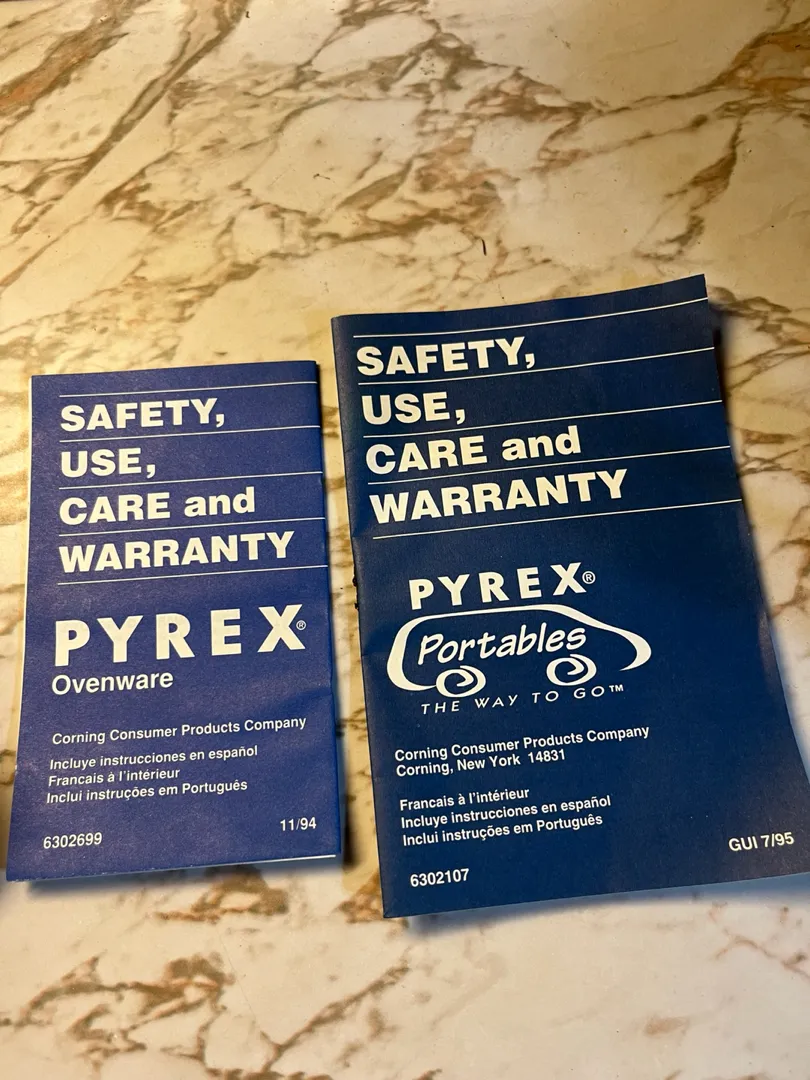 SAFETY,
USE,
CARE and
WARRANTY
PYREX®
Ovenware
Corning Consumer Products Company
Incluye instrucciones en español
Francais à l'intérieur
Inclui instruções em Português
11/94
6302699
SAFETY,
USE,
CARE and
WARRANTY
PYREX®
Portables
THE WAY TO GO™
Corning Consumer Products Company
Corning, New York 14831
Francais à l'intérieur
Incluye instrucciones en español
Inclui instruções em Português
GUI 7/95
6302107